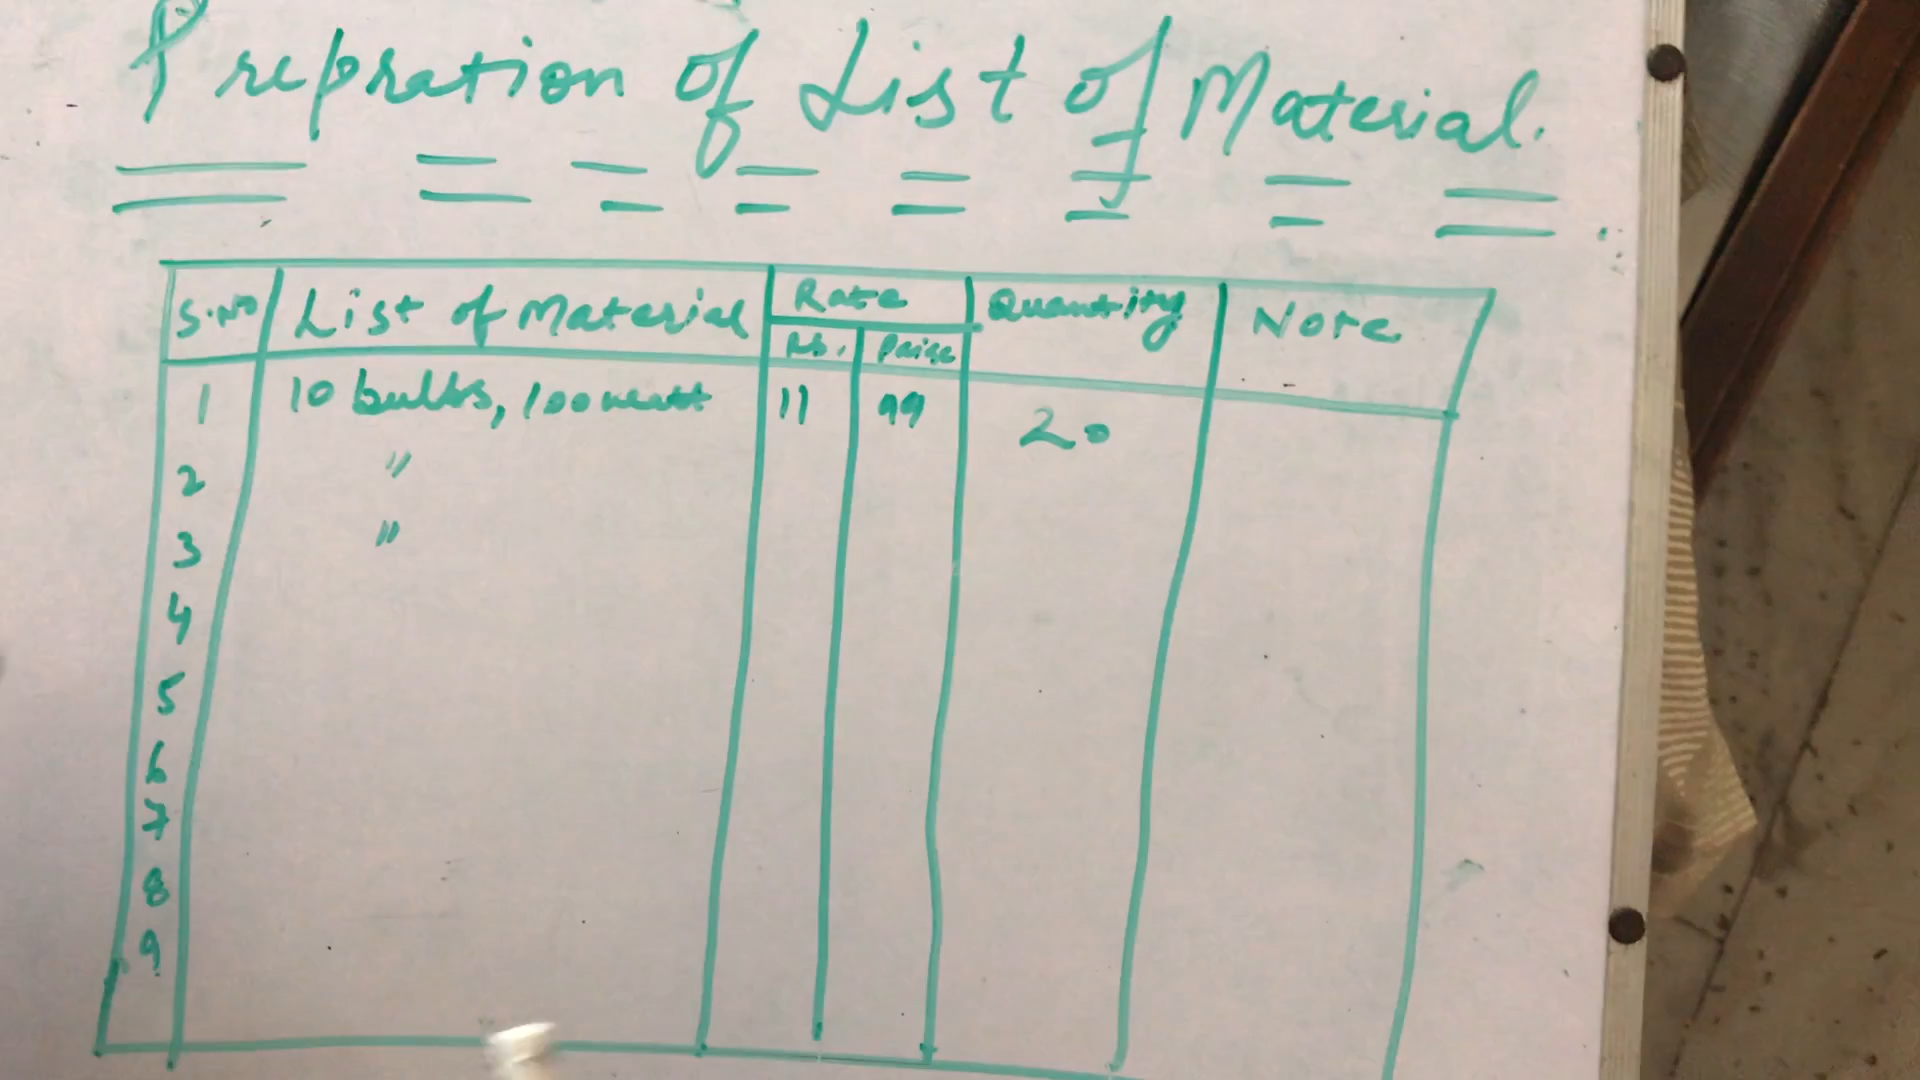 Prepration of List of Material.
S.No List of Material Rate Quantity Note
Rs. Paise
1 10 bulbs, 100 watt 11 99 20
2 "
3 "
4
5
6
7
8
9